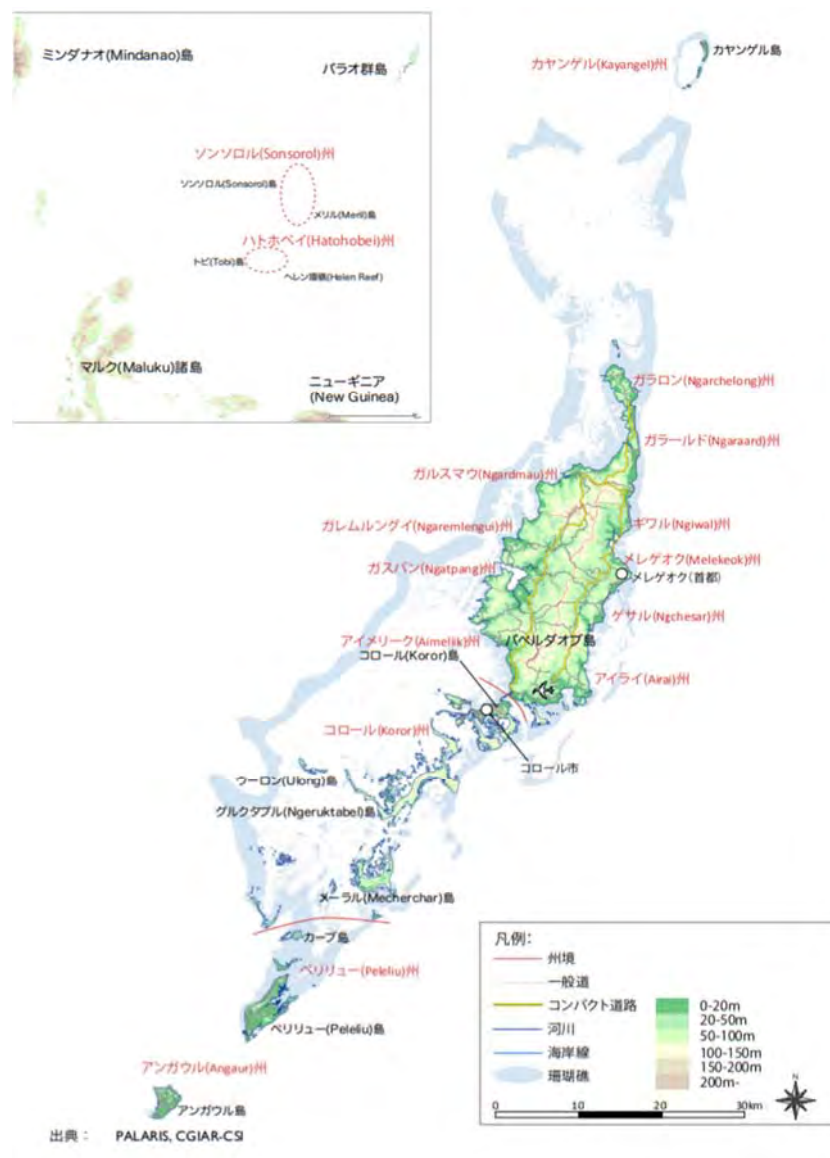 ミンダナオ(Mindanao)島
パラオ群島
ソンソロル(Sonsorol)州
ソンソロル(Sonsorol)島
メリル(Meril)島
ハトホベイ(Hatohobei)州
トビ(Tobi)島
ヘレン環礁(Helen Reef)
マルク(Maluku)諸島
ニューギニア
(New Guinea)
カヤンゲル(Kayangel)州
カヤンゲル島
ガラロン(Ngarchelong)州
ガラールド(Ngaraard)州
ガルスマウ(Ngardmau)州
ガレムルングイ(Ngaremlengui)州
ギワル(Ngiwal)州
メレゲオク(Melekeok)州
ガスパン(Ngatpang)州
メレゲオク(首都)
ゲサル(Ngchesar)州
アイメリーク(Aimeliik)州
バベルダオブ島
コロール(Koror)島
アイライ(Airai)州
コロール(Koror)州
コロール市
ウーロン(Ulong)島
グルクタブル(Ngeruktabel)島
メーラル(Mecherchar)島
カープ島
ペリリュー(Peleliu)州
ペリリュー(Peleliu)島
アンガウル(Angaur)州
アンガウル島
凡例:
州境
一般道
コンパクト道路
河川
海岸線
珊瑚礁
0-20m
20-50m
50-100m
100-150m
150-200m
200m-
0 10 20 30km
N
出典: PALARIS, CGIAR-CSI